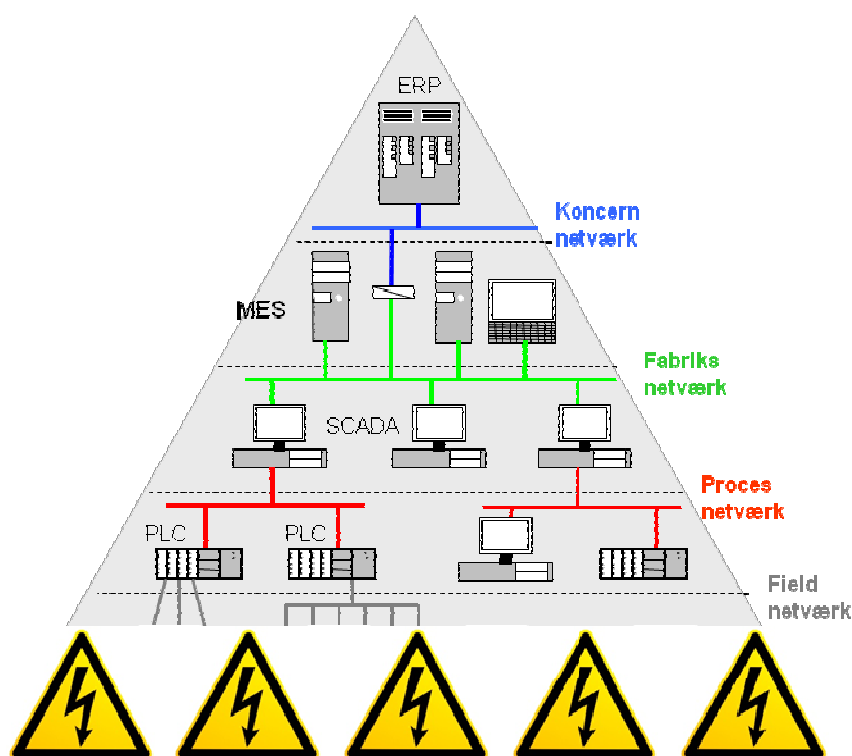 ERP
Koncern
netværk
MES
Fabriks
netværk
SCADA
Proces
netværk
PLC
PLC
Field
netværk